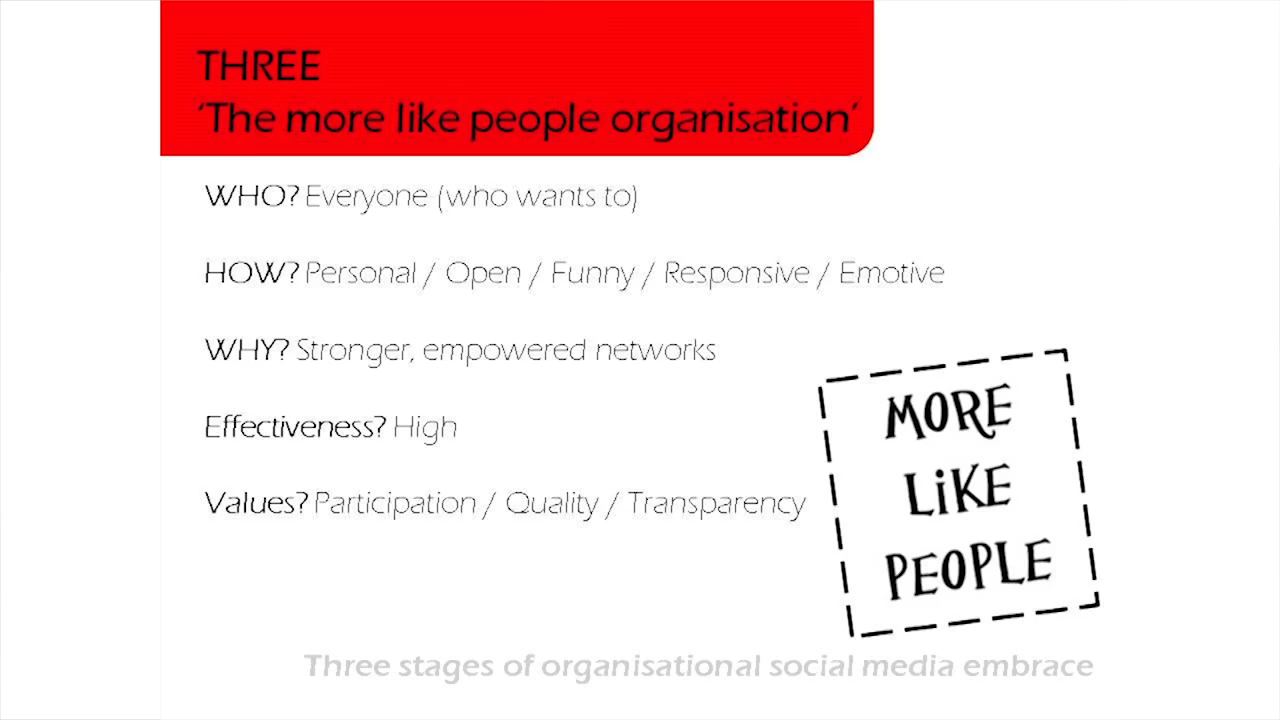 THREE
‘The more like people organisation’
WHO? Everyone (who wants to)
HOW? Personal / Open / Funny / Responsive / Emotive
WHY? Stronger, empowered networks
Effectiveness? High
Values? Participation / Quality / Transparency
MORE
LiKE
PEOPLE
Three stages of organisational social media embrace